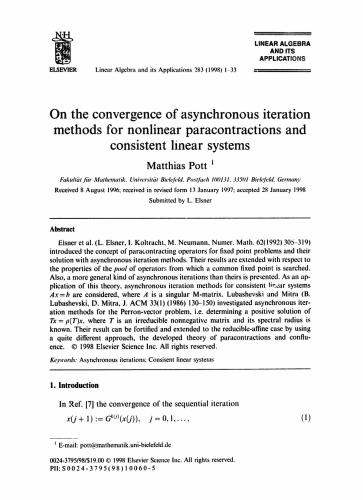 NH
ELSEVIER
Linear Algebra and its Applications 283 (1998) 1–33
LINEAR ALGEBRA
AND ITS
APPLICATIONS
On the convergence of asynchronous iteration
methods for nonlinear paracontractions and
consistent linear systems
Matthias Pott ¹
Fakultät für Mathematik, Universität Bielefeld, Postfach 100131, 33501 Bielefeld, Germany
Received 8 August 1996; received in revised form 13 January 1997; accepted 28 January 1998
Submitted by L. Elsner
Abstract
Elsner et al. (L. Elsner, I. Koltracht, M. Neumann, Numer. Math. 62(1992) 305–319)
introduced the concept of paracontracting operators for fixed point problems and their
solution with asynchronous iteration methods. Their results are extended with respect to
the properties of the pool of operators from which a common fixed point is searched.
Also, a more general kind of asynchronous iterations than theirs is presented. As an ap-
plication of this theory, asynchronous iteration methods for consistent linear systems
Ax=b are considered, where A is a singular M-matrix. Lubashevski and Mitra (B.
Lubashevski, D. Mitra, J. ACM 33(1) (1986) 130–150) investigated asynchronous iter-
ation methods for the Perron-vector problem, i.e. determining a positive solution of
Tx = ρ(T)x, where T is an irreducible nonnegative matrix and its spectral radius is
known. Their result can be fortified and extended to the reducible-affine case by using
a quite different approach, the developed theory of paracontractions and conflu-
ence. © 1998 Elsevier Science Inc. All rights reserved.
Keywords: Asynchronous iterations; Consisent linear systems
1. Introduction
In Ref. [7] the convergence of the sequential iteration
x(j + 1) := G^{k(j)}(x(j)), j = 0, 1, . . . , (1)
¹ E-mail: pott@mathematik.uni-bielefeld.de
0024-3795/98/$19.00 © 1998 Elsevier Science Inc. All rights reserved.
PII: S0024-3795(98)10060-5